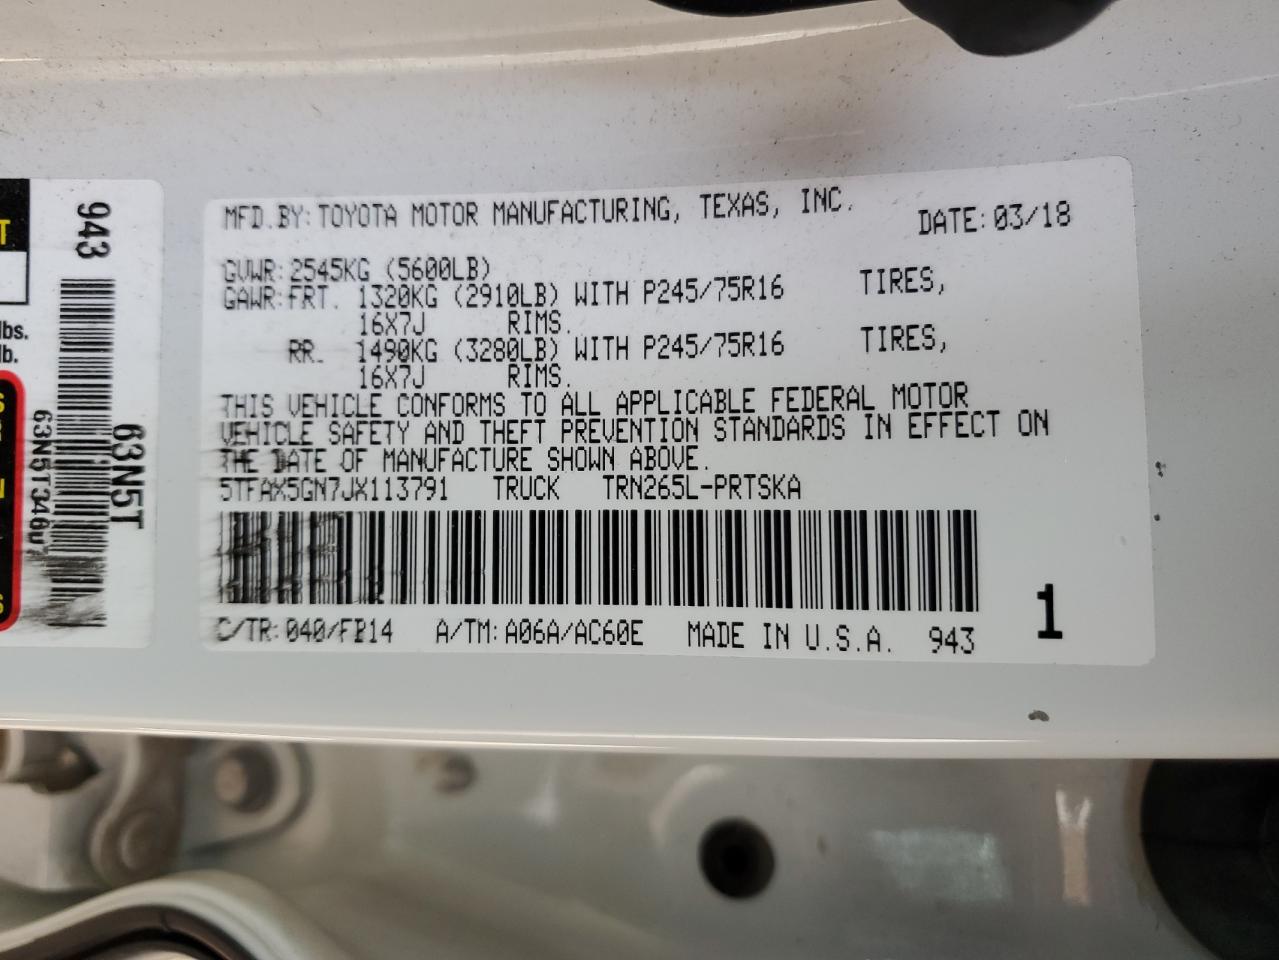 MFD.BY: TOYOTA MOTOR MANUFACTURING, TEXAS, INC. DATE: 03/18
GVWR: 2545KG (5600LB)
GAWR: FRT. 1320KG (2910LB) WITH P245/75R16 TIRES,
16X7J RIMS.
RR. 1490KG (3280LB) WITH P245/75R16 TIRES,
16X7J RIMS.
THIS VEHICLE CONFORMS TO ALL APPLICABLE FEDERAL MOTOR
VEHICLE SAFETY AND THEFT PREVENTION STANDARDS IN EFFECT ON
THE DATE OF MANUFACTURE SHOWN ABOVE.
5TFAX5GN7JX113791 TRUCK TRN265L-PRTSKA
C/TR: 040/FB14 A/TM: A06A/AC60E MADE IN U.S.A. 943
1
943
63N5T
lbs.
lb.